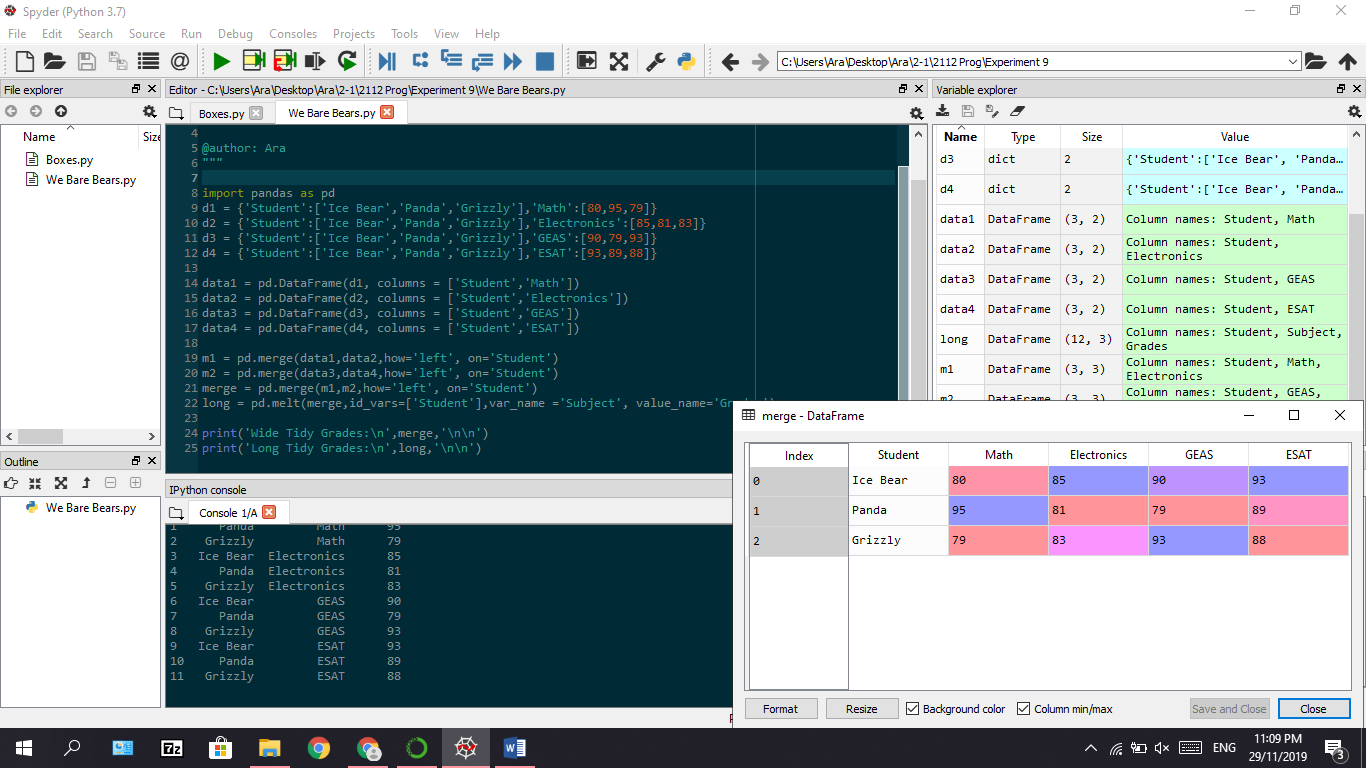 Spyder (Python 3.7)
File Edit Search Source Run Debug Consoles Projects Tools View Help
C:\Users\Ara\Desktop\Ara\2-1\2112 Prog\Experiment 9
File explorer
Name Size
Boxes.py
We Bare Bears.py
Outline
We Bare Bears.py
Editor - C:\Users\Ara\Desktop\Ara\2-1\2112 Prog\Experiment 9\We Bare Bears.py
Boxes.py We Bare Bears.py
4
5 @author: Ara
6 """
7
8 import pandas as pd
9 d1 = {'Student':['Ice Bear','Panda','Grizzly'],'Math':[80,95,79]}
10 d2 = {'Student':['Ice Bear','Panda','Grizzly'],'Electronics':[85,81,83]}
11 d3 = {'Student':['Ice Bear','Panda','Grizzly'],'GEAS':[90,79,93]}
12 d4 = {'Student':['Ice Bear','Panda','Grizzly'],'ESAT':[93,89,88]}
13
14 data1 = pd.DataFrame(d1, columns = ['Student','Math'])
15 data2 = pd.DataFrame(d2, columns = ['Student','Electronics'])
16 data3 = pd.DataFrame(d3, columns = ['Student','GEAS'])
17 data4 = pd.DataFrame(d4, columns = ['Student','ESAT'])
18
19 m1 = pd.merge(data1,data2,how='left', on='Student')
20 m2 = pd.merge(data3,data4,how='left', on='Student')
21 merge = pd.merge(m1,m2,how='left', on='Student')
22 long = pd.melt(merge,id_vars=['Student'],var_name ='Subject', value_name='Grades')
23
24 print('Wide Tidy Grades:\n',merge,'\n\n')
25 print('Long Tidy Grades:\n',long,'\n\n')
IPython console
Console 1/A
1 Panda Math 95
2 Grizzly Math 79
3 Ice Bear Electronics 85
4 Panda Electronics 81
5 Grizzly Electronics 83
6 Ice Bear GEAS 90
7 Panda GEAS 79
8 Grizzly GEAS 93
9 Ice Bear ESAT 93
10 Panda ESAT 89
11 Grizzly ESAT 88
Variable explorer
Name Type Size Value
d3 dict 2 {'Student':['Ice Bear', 'Panda…
d4 dict 2 {'Student':['Ice Bear', 'Panda…
data1 DataFrame (3, 2) Column names: Student, Math
data2 DataFrame (3, 2) Column names: Student,
Electronics
data3 DataFrame (3, 2) Column names: Student, GEAS
data4 DataFrame (3, 2) Column names: Student, ESAT
long DataFrame (12, 3) Column names: Student, Subject,
Grades
m1 DataFrame (3, 3) Column names: Student, Math,
Electronics
m2 DataFrame (3, 3) Column names: Student, GEAS,
merge - DataFrame
Index Student Math Electronics GEAS ESAT
0 Ice Bear 80 85 90 93
1 Panda 95 81 79 89
2 Grizzly 79 83 93 88
Format Resize Background color Column min/max Save and Close Close
7z ENG 11:09 PM
29/11/2019 3